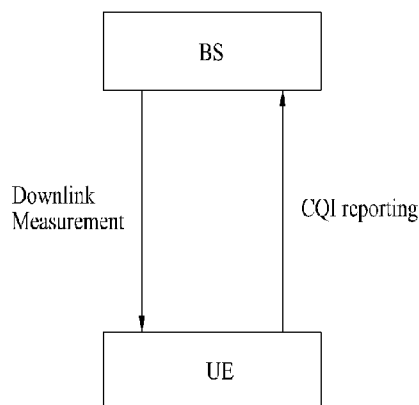 BS
Downlink
Measurement
CQI reporting
UE